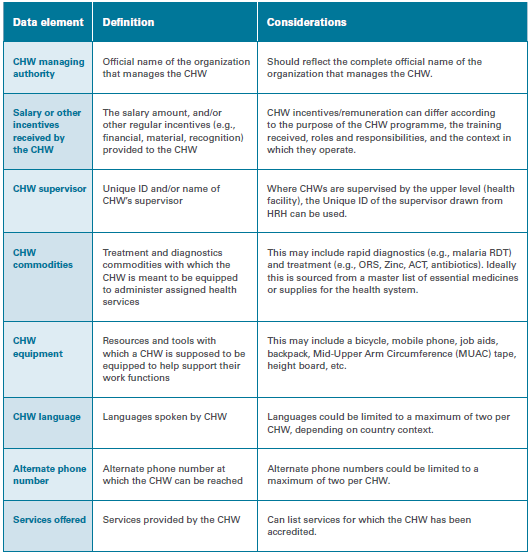 Data element
Definition
Considerations
CHW managing
authority
Official name of the organization
that manages the CHW
Should reflect the complete official name of the
organization that manages the CHW.
Salary or other
incentives
received by
the CHW
The salary amount, and/or
other regular incentives (e.g.,
financial, material, recognition)
provided to the CHW
CHW incentives/remuneration can differ according
to the purpose of the CHW programme, the training
received, roles and responsibilities, and the context in
which they operate.
CHW supervisor
Unique ID and/or name of
CHW's supervisor
Where CHWs are supervised by the upper level (health
facility), the Unique ID of the supervisor drawn from
HRH can be used.
CHW
commodities
Treatment and diagnostics
commodities with which the
CHW is meant to be equipped
to administer assigned health
services
This may include rapid diagnostics (e.g., malaria RDT)
and treatment (e.g., ORS, Zinc, ACT, antibiotics). Ideally
this is sourced from a master list of essential medicines
or supplies for the health system.
CHW
equipment
Resources and tools with
which a CHW is supposed to be
equipped to help support their
work functions
This may include a bicycle, mobile phone, job aids,
backpack, Mid-Upper Arm Circumference (MUAC) tape,
height board, etc.
CHW language
Languages spoken by CHW
Languages could be limited to a maximum of two per
CHW, depending on country context.
Alternate phone
number
Alternate phone number at
which the CHW can be reached
Alternate phone numbers could be limited to a
maximum of two per CHW.
Services offered
Services provided by the CHW
Can list services for which the CHW has been
accredited.